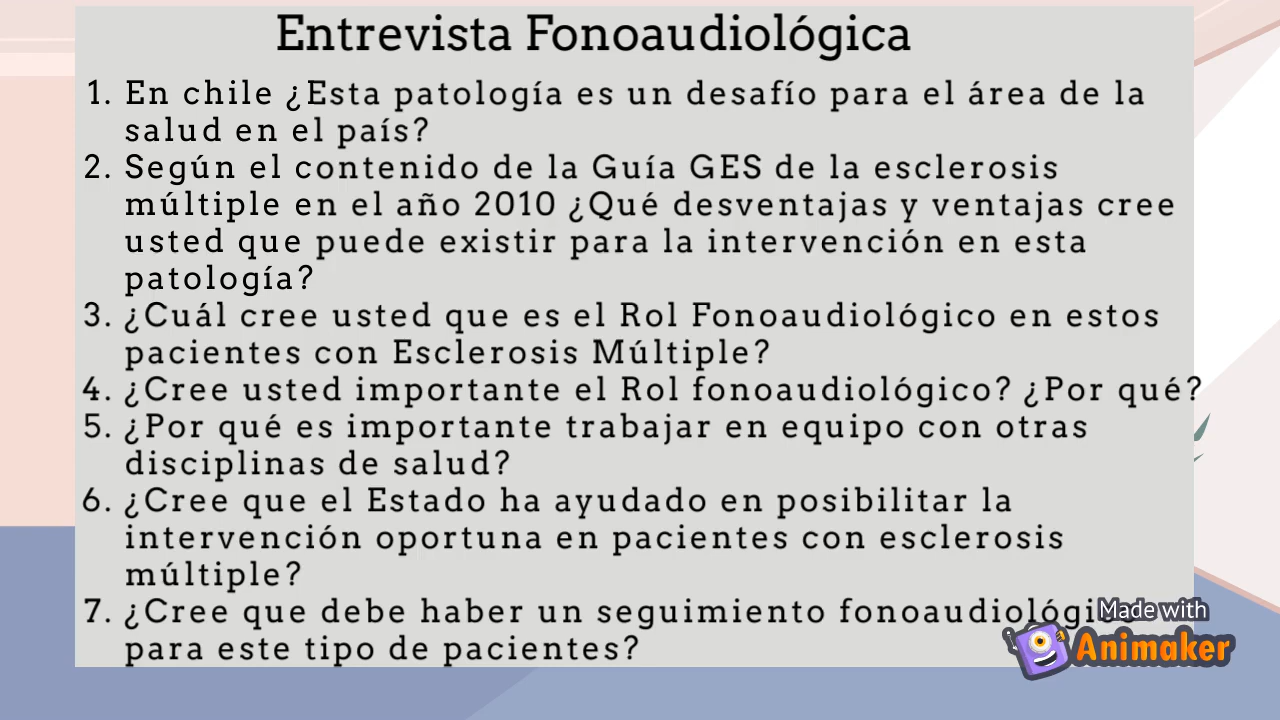 Entrevista Fonoaudiológica
1. En chile ¿Esta patología es un desafío para el área de la
salud en el país?
2. Según el contenido de la Guía GES de la esclerosis
múltiple en el año 2010 ¿Qué desventajas y ventajas cree
usted que puede existir para la intervención en esta
patología?
3. ¿Cuál cree usted que es el Rol Fonoaudiológico en estos
pacientes con Esclerosis Múltiple?
4. ¿Cree usted importante el Rol fonoaudiológico? ¿Por qué?
5. ¿Por qué es importante trabajar en equipo con otras
disciplinas de salud?
6. ¿Cree que el Estado ha ayudado en posibilitar la
intervención oportuna en pacientes con esclerosis
múltiple?
7. ¿Cree que debe haber un seguimiento
para este tipo de pacientes?
Made with
Animaker